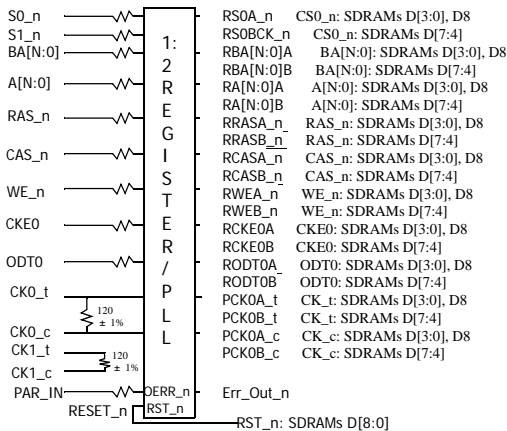 S0_n
S1_n
BA[N:0]
A[N:0]
RAS_n
CAS_n
WE_n
CKE0
ODT0
CK0_t
120
± 1%
CK0_c
CK1_t
120
± 1%
CK1_c
PAR_IN
RESET_n
1:
2
R
E
G
I
S
T
E
R
/
P
L
L
OERR_n
RST_n
RS0A_n CS0_n: SDRAMs D[3:0], D8
RS0BCK_n CS0_n: SDRAMs D[7:4]
RBA[N:0]A BA[N:0]: SDRAMs D[3:0], D8
RBA[N:0]B BA[N:0]: SDRAMs D[7:4]
RA[N:0]A A[N:0]: SDRAMs D[3:0], D8
RA[N:0]B A[N:0]: SDRAMs D[7:4]
RRASA_n RAS_n: SDRAMs D[3:0], D8
RRASB_n RAS_n: SDRAMs D[7:4]
RCASA_n CAS_n: SDRAMs D[3:0], D8
RCASB_n CAS_n: SDRAMs D[7:4]
RWEA_n WE_n: SDRAMs D[3:0], D8
RWEB_n WE_n: SDRAMs D[7:4]
RCKE0A CKE0: SDRAMs D[3:0], D8
RCKE0B CKE0: SDRAMs D[7:4]
RODT0A ODT0: SDRAMs D[3:0], D8
RODT0B ODT0: SDRAMs D[7:4]
PCK0A_t CK_t: SDRAMs D[3:0], D8
PCK0B_t CK_t: SDRAMs D[7:4]
PCK0A_c CK_c: SDRAMs D[3:0], D8
PCK0B_c CK_c: SDRAMs D[7:4]
Err_Out_n
RST_n: SDRAMs D[8:0]